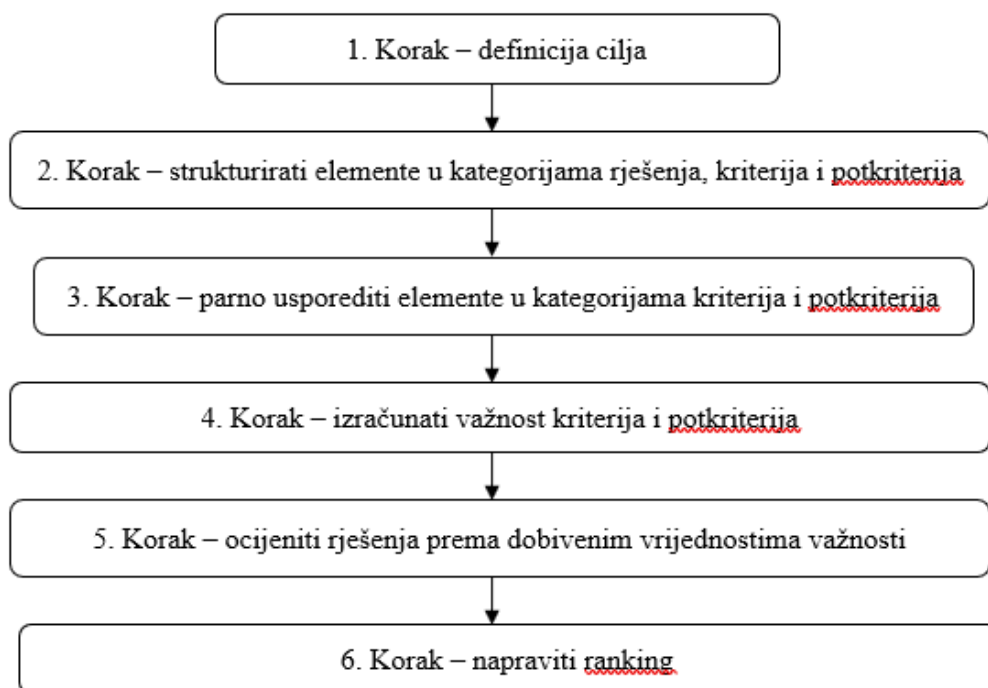 1. Korak – definicija cilja
2. Korak – strukturirati elemente u kategorijama rješenja, kriterija i potkriterija
3. Korak – parno usporediti elemente u kategorijama kriterija i potkriterija
4. Korak – izračunati važnost kriterija i potkriterija
5. Korak – ocijeniti rješenja prema dobivenim vrijednostima važnosti
6. Korak – napraviti ranking